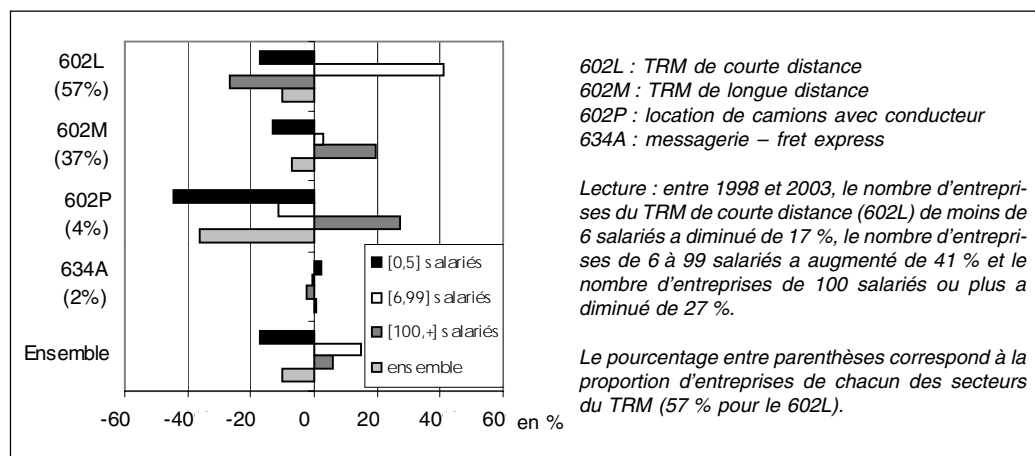 602L
(57%)
602M
(37%)
602P
(4%)
634A
(2%)
Ensemble
[0,5] salariés
[6,99] salariés
[100,+] salariés
ensemble
-60 -40 -20 0 20 40 60 en %
602L : TRM de courte distance
602M : TRM de longue distance
602P : location de camions avec conducteur
634A : messagerie – fret express
Lecture : entre 1998 et 2003, le nombre d'entrepri-
ses du TRM de courte distance (602L) de moins de
6 salariés a diminué de 17 %, le nombre d'entrepri-
ses de 6 à 99 salariés a augmenté de 41 % et le
nombre d'entreprises de 100 salariés ou plus a
diminué de 27 %.
Le pourcentage entre parenthèses correspond à la
proportion d'entreprises de chacun des secteurs
du TRM (57 % pour le 602L).